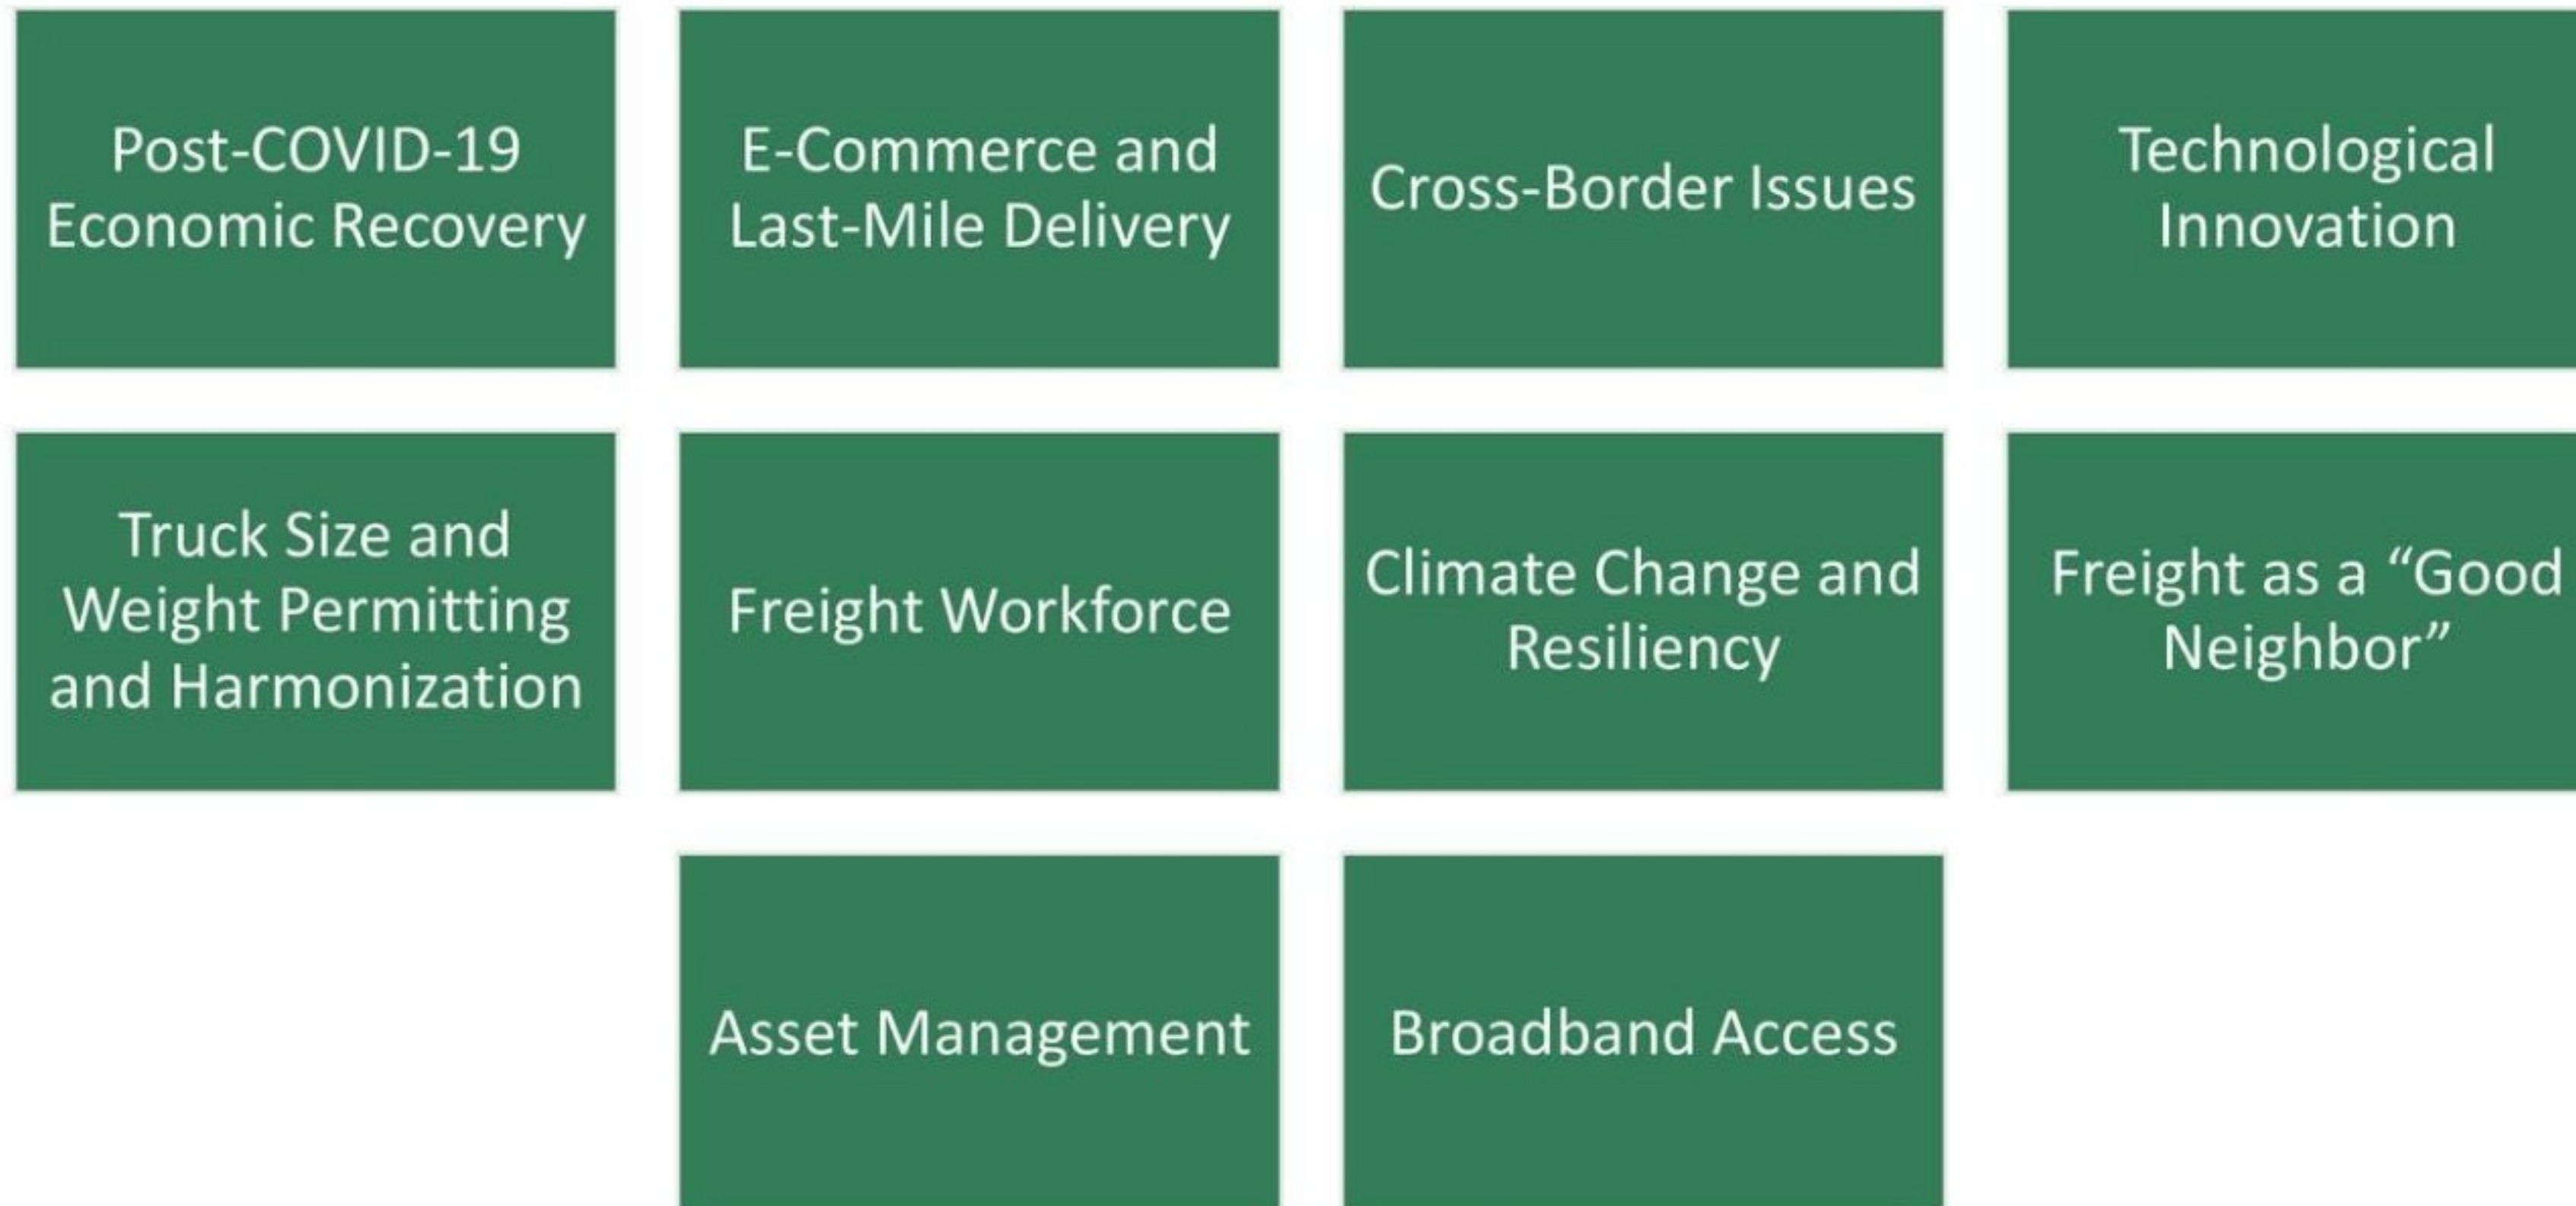 Post-COVID-19
Economic Recovery
E-Commerce and
Last-Mile Delivery
Cross-Border Issues
Technological
Innovation
Truck Size and
Weight Permitting
and Harmonization
Freight Workforce
Climate Change and
Resiliency
Freight as a “Good
Neighbor”
Asset Management
Broadband Access